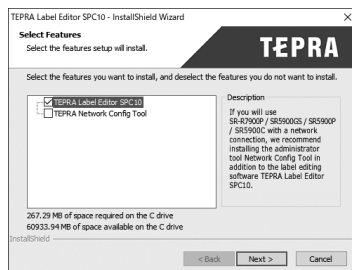 TEPRA Label Editor SPC10 - InstallShield Wizard
Select Features
Select the features setup will install.
TEPRA
Select the features you want to install, and deselect the features you do not want to install.
TEPRA Label Editor SPC10
TEPRA Network Config Tool
Description
If you will use
SR-R7900P / SR5900GS / SR5900P
/ SR5900C with a network
connection, we recommend
installing the administrator
tool Network Config Tool in
addition to the label editing
software TEPRA Label Editor
SPC10.
267.29 MB of space required on the C drive
60933.94 MB of space available on the C drive
InstallShield
< Back
Next >
Cancel